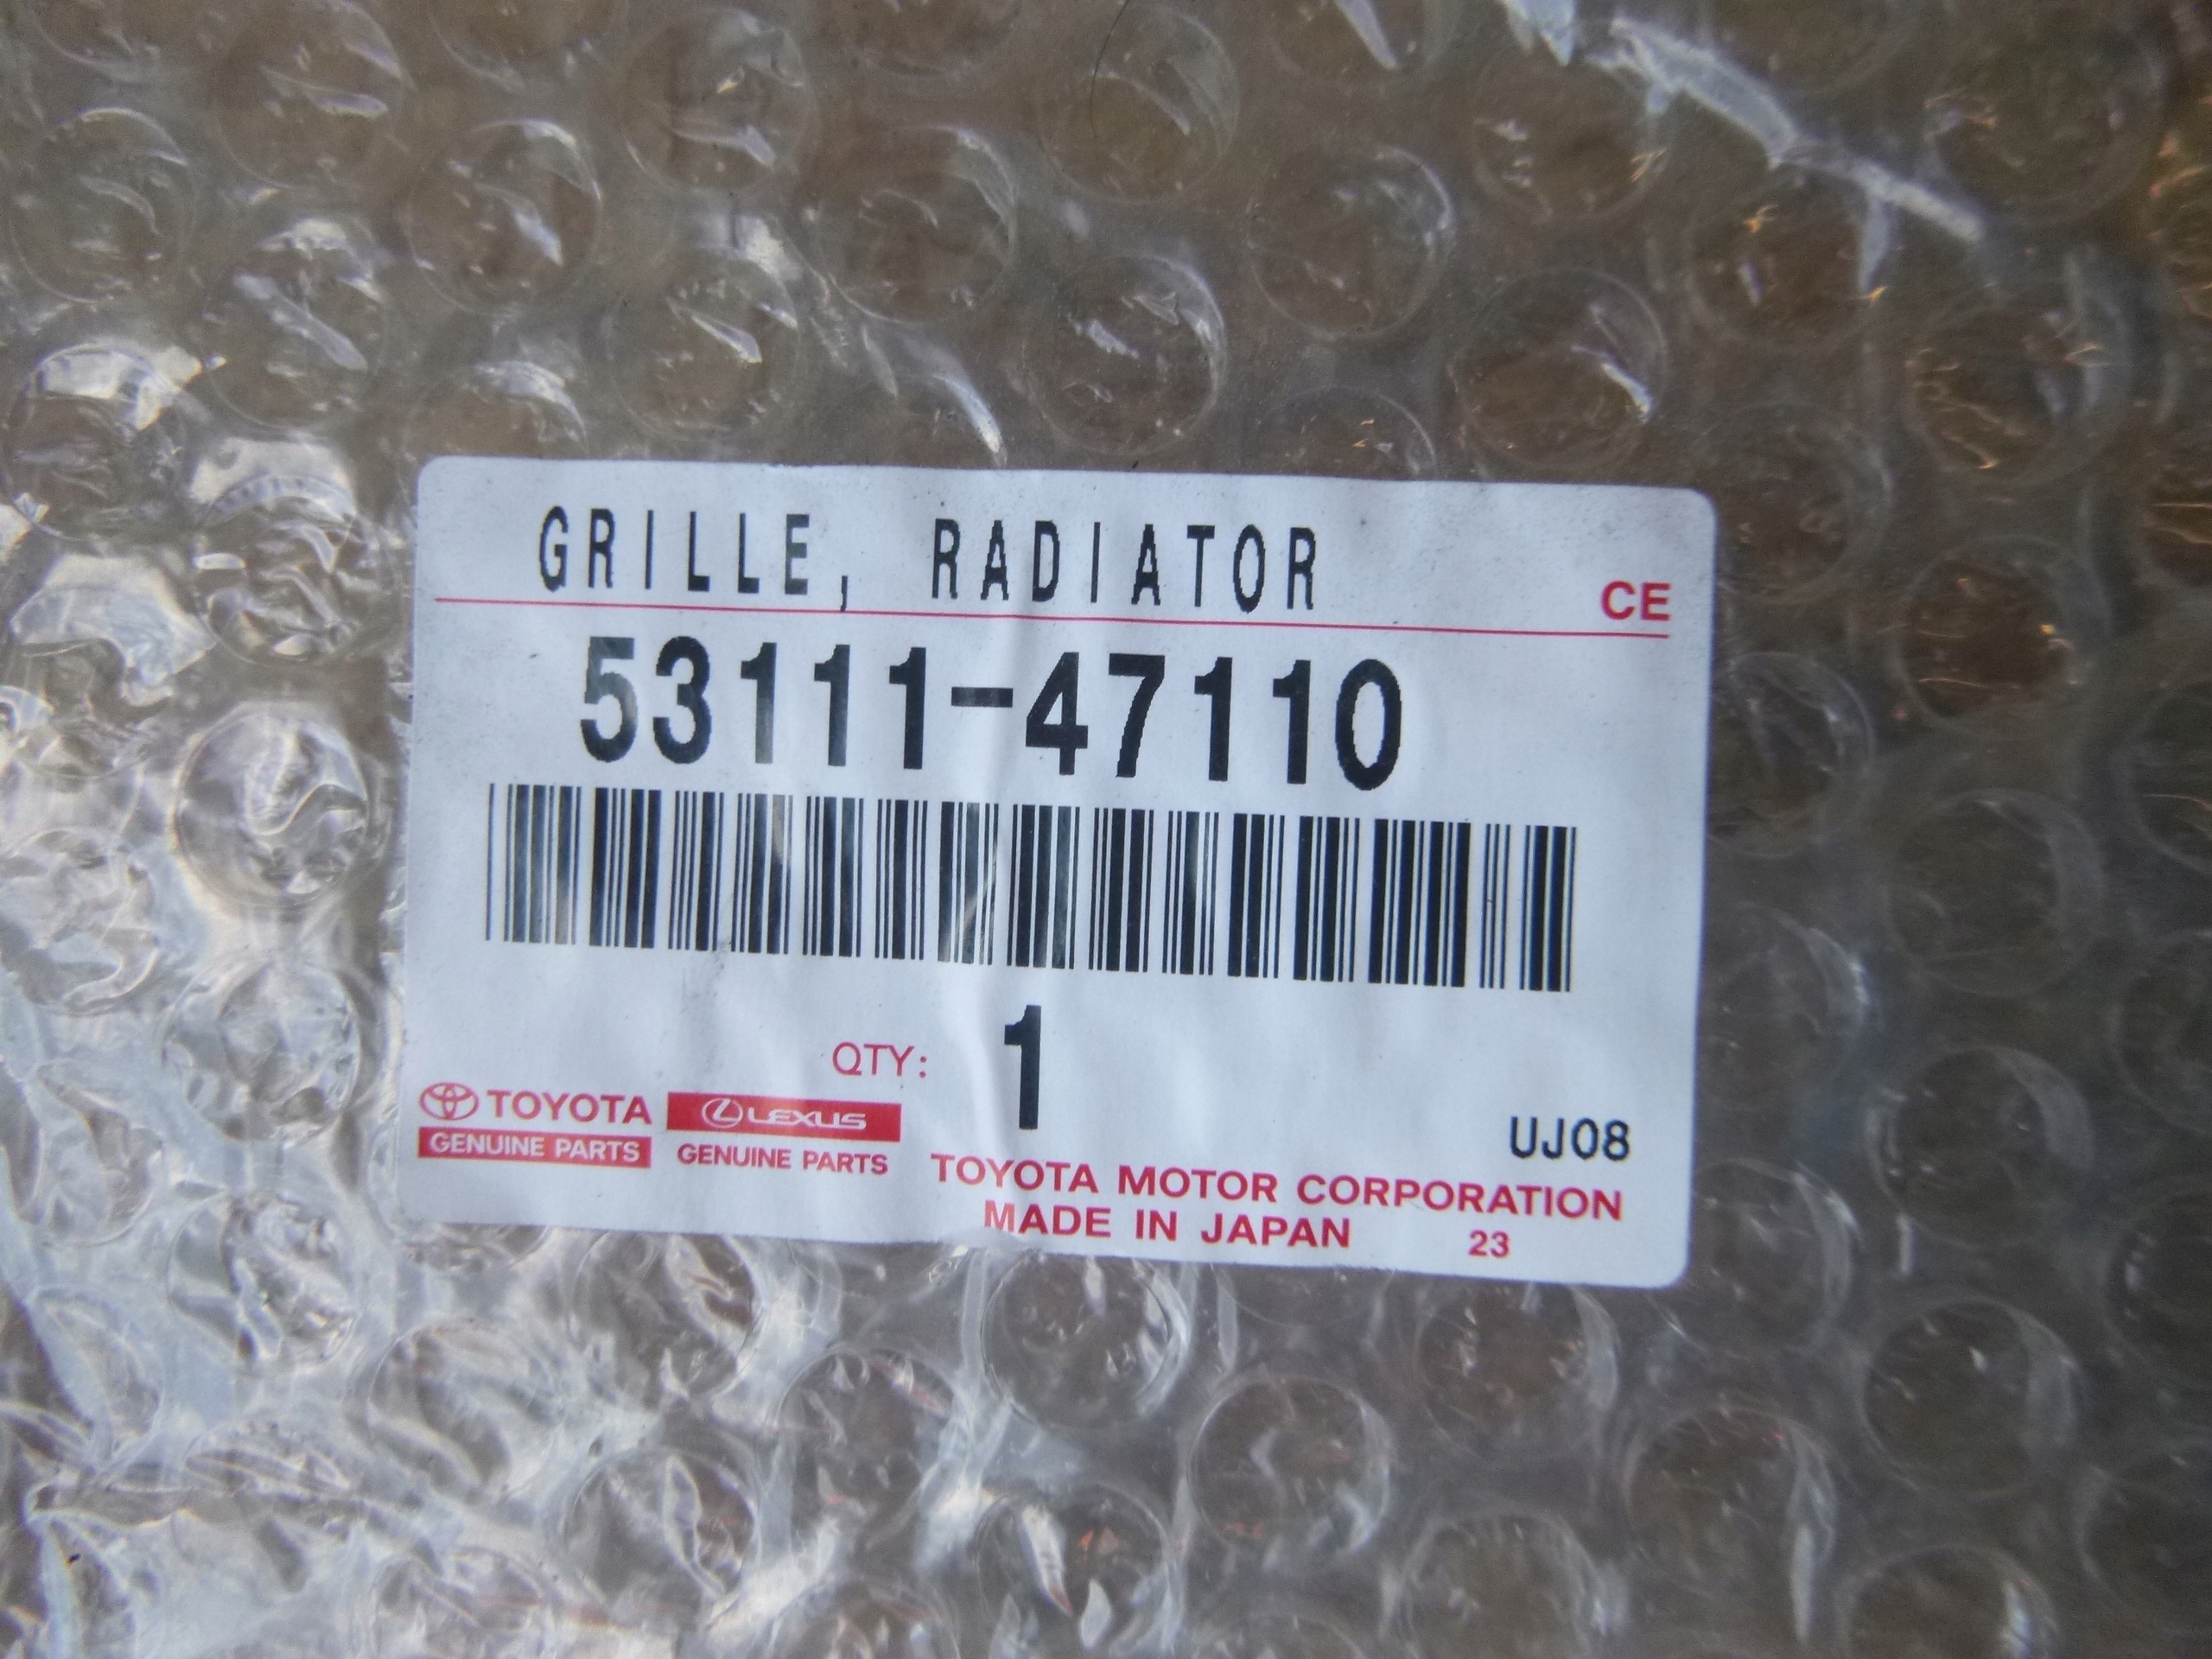 GRILLE, RADIATOR
CE
53111-47110
QTY: 1
TOYOTA
GENUINE PARTS
LEXUS
GENUINE PARTS
UJ08
TOYOTA MOTOR CORPORATION
MADE IN JAPAN 23